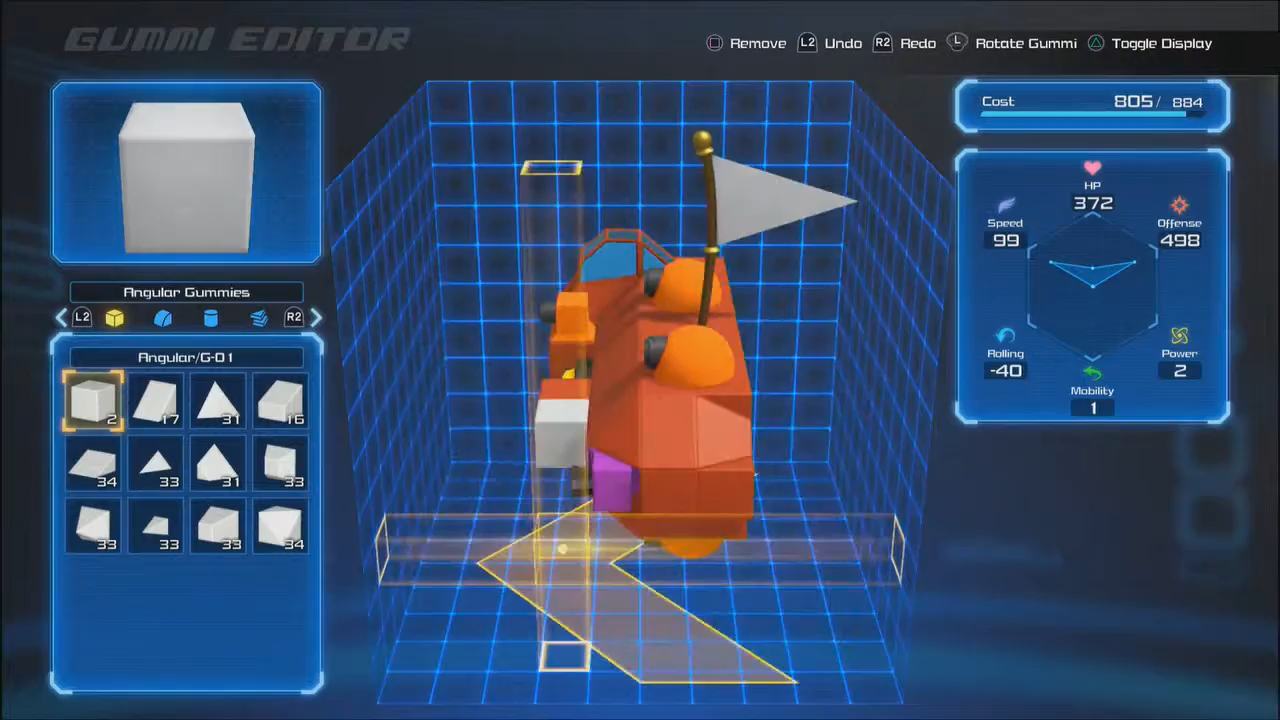 GUMMI EDITOR
Remove L2 Undo R2 Redo L Rotate Gummi Toggle Display
Cost 805/ 884
HP
372
Speed
99
Offense
498
Rolling
-40
Power
2
Mobility
1
Angular Gummies
L2 R2
Angular/G-01
2 17 31 16
34 33 31 33
33 33 33 34